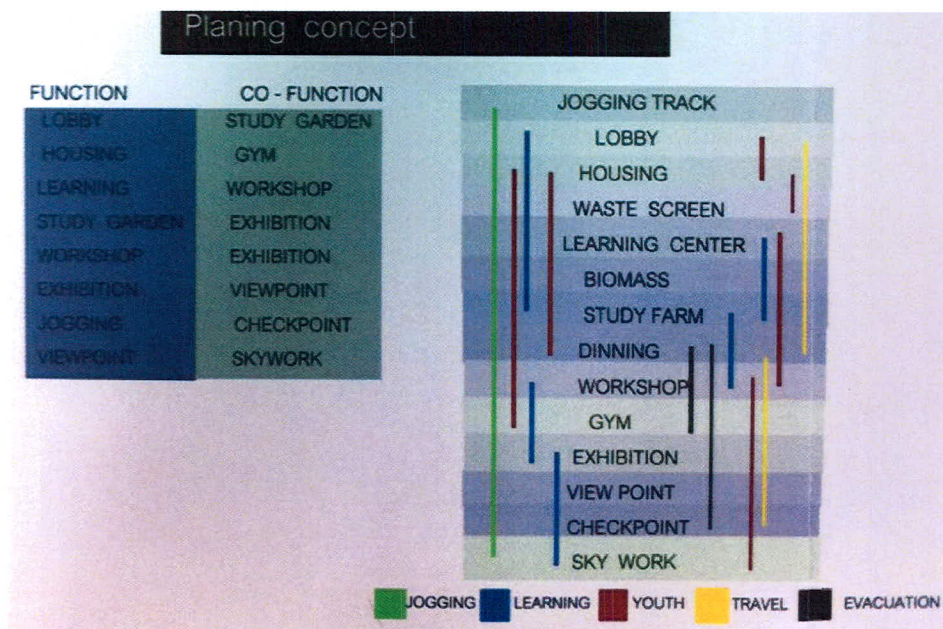 Planing concept
FUNCTION CO - FUNCTION
LOBBY STUDY GARDEN
HOUSING GYM
LEARNING WORKSHOP
STUDY GARDEN EXHIBITION
WORKSHOP EXHIBITION
EXHIBITION VIEWPOINT
JOGGING CHECKPOINT
VIEWPOINT SKYWORK
JOGGING TRACK
LOBBY
HOUSING
WASTE SCREEN
LEARNING CENTER
BIOMASS
STUDY FARM
DINNING
WORKSHOP
GYM
EXHIBITION
VIEW POINT
CHECKPOINT
SKY WORK
JOGGING LEARNING YOUTH TRAVEL EVACUATION